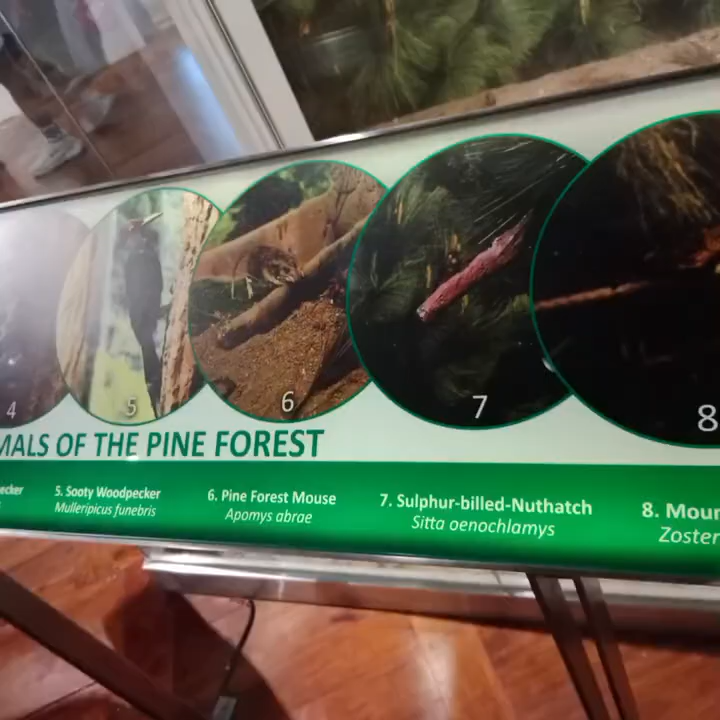 4
5
6
7
8
MALS OF THE PINE FOREST
ecker
5. Sooty Woodpecker
Mulleripicus funebris
6. Pine Forest Mouse
Apomys abrae
7. Sulphur-billed-Nuthatch
Sitta oenochlamys
8. Moun
Zoster